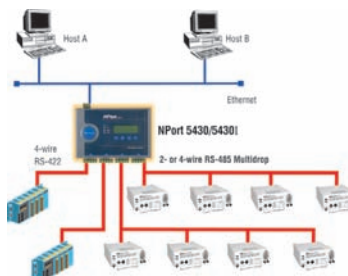 Host A
Host B
Ethernet
NPort 5430/5430I
4-wire
RS-422
2- or 4-wire RS-485 Multidrop